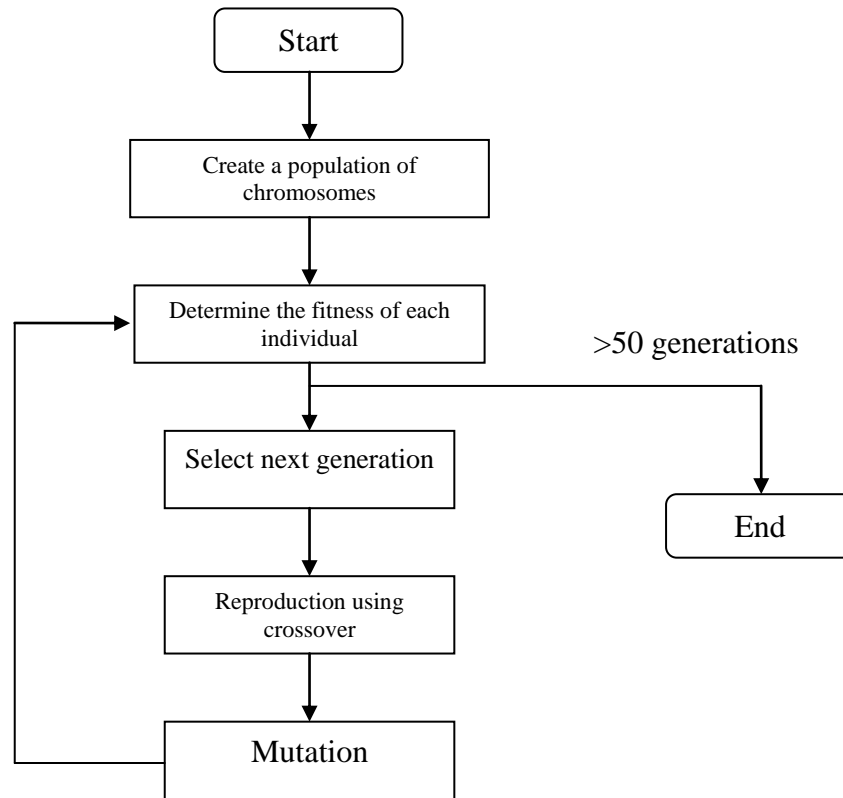 Start
Create a population of
chromosomes
Determine the fitness of each
individual
>50 generations
Select next generation
End
Reproduction using
crossover
Mutation